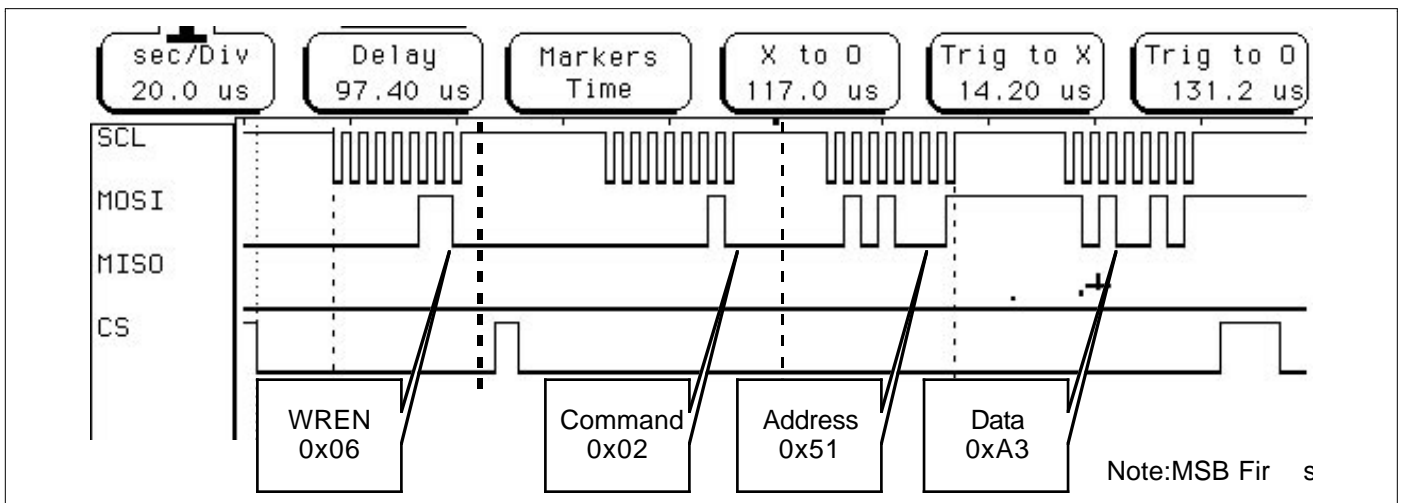 sec/Div Delay Markers X to O Trig to X Trig to O
20.0 us 97.40 us Time 117.0 us 14.20 us 131.2 us
SCL
MOSI
MISO
CS
WREN
0x06
Command
0x02
Address
0x51
Data
0xA3
Note:MSB Fir s